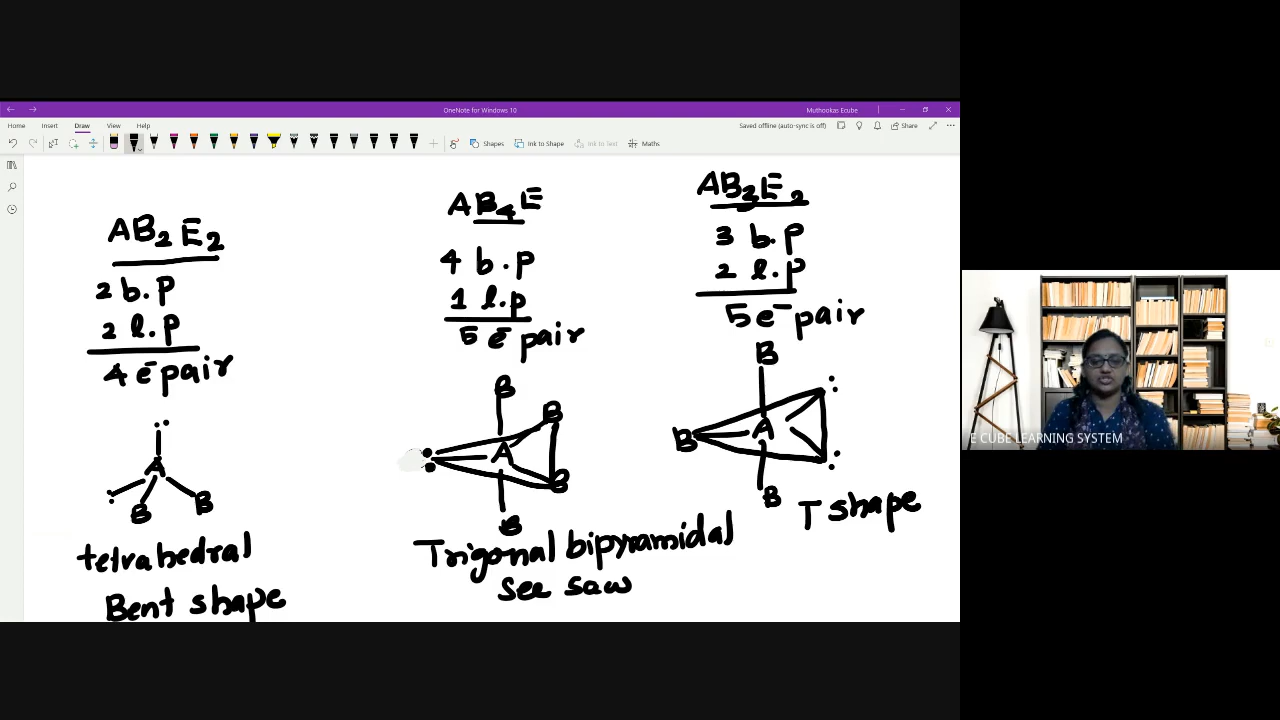 OneNote for Windows 10
Muthookas Ecube
Home Insert Draw View Help
Saved offline (auto-sync is off)
Share
Shapes Ink to Shape Ink to Text Maths
AB2E2
2 b.p
2 l.p
4 e- pair
A
B B
tetrahedral
Bent shape
AB4E
4 b.p
1 l.p
5 e- pair
B
B
A
B
B
Trigonal bipyramidal
See saw
AB3E2
3 b.p
2 l.p
5 e- pair
B
B A
B
T shape
E CUBE LEARNING SYSTEM